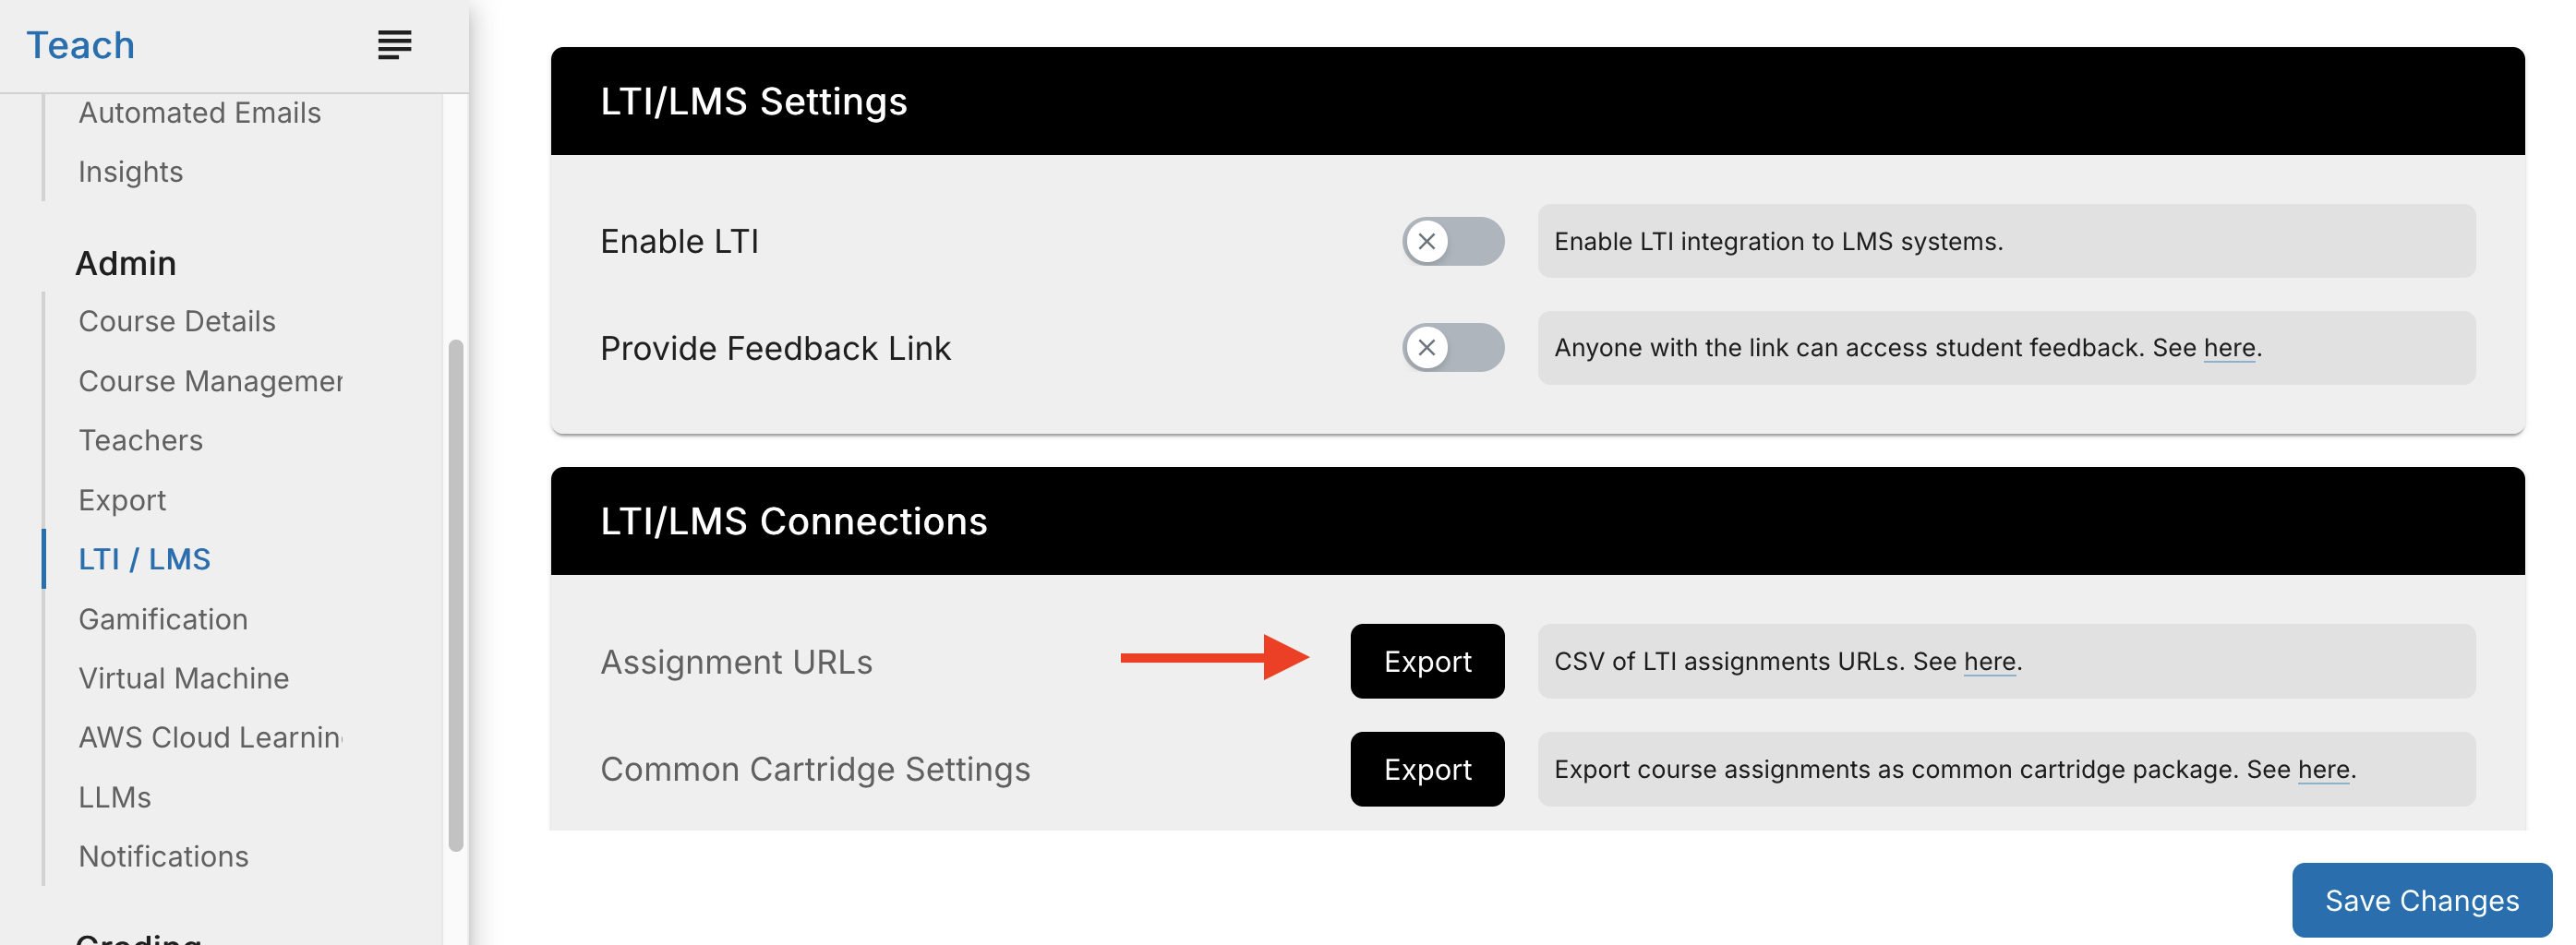 Teach
Automated Emails
Insights
Admin
Course Details
Course Managemen
Teachers
Export
LTI / LMS
Gamification
Virtual Machine
AWS Cloud Learnin
LLMs
Notifications
Grading
LTI/LMS Settings
Enable LTI
Enable LTI integration to LMS systems.
Provide Feedback Link
Anyone with the link can access student feedback. See here.
LTI/LMS Connections
Assignment URLs
Export
CSV of LTI assignments URLs. See here.
Common Cartridge Settings
Export
Export course assignments as common cartridge package. See here.
Save Changes